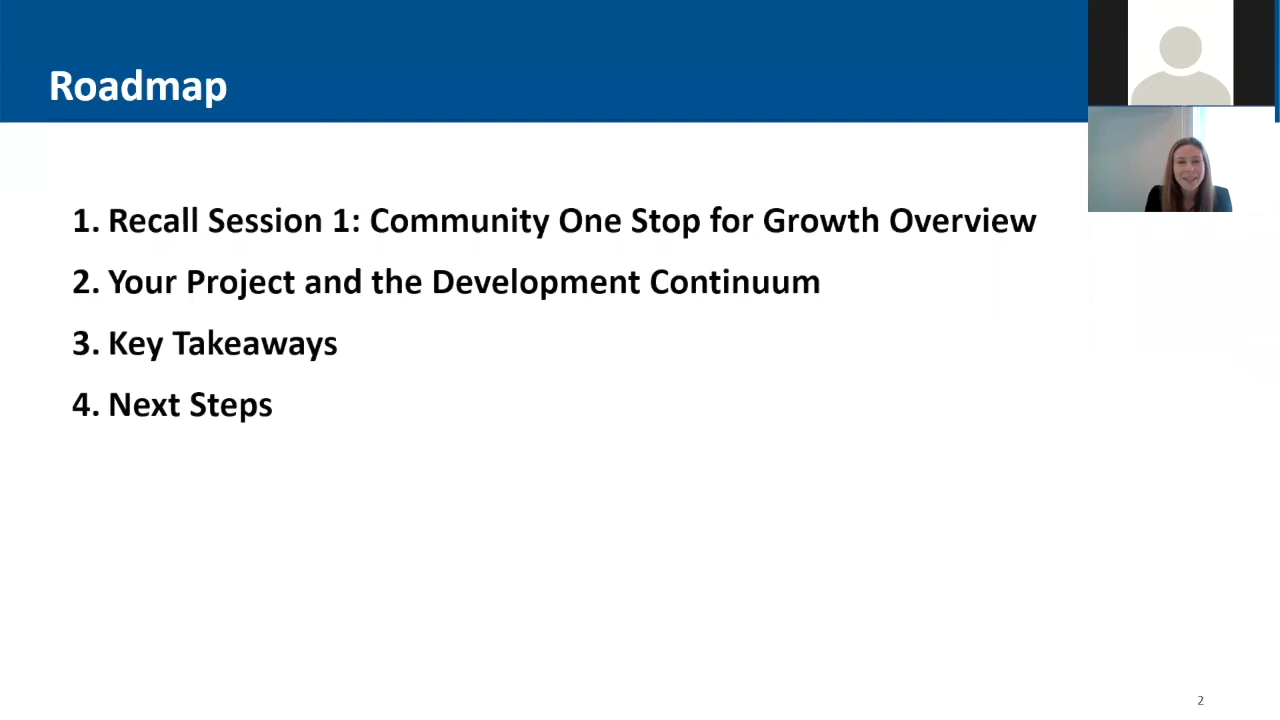 Roadmap
1. Recall Session 1: Community One Stop for Growth Overview
2. Your Project and the Development Continuum
3. Key Takeaways
4. Next Steps
2